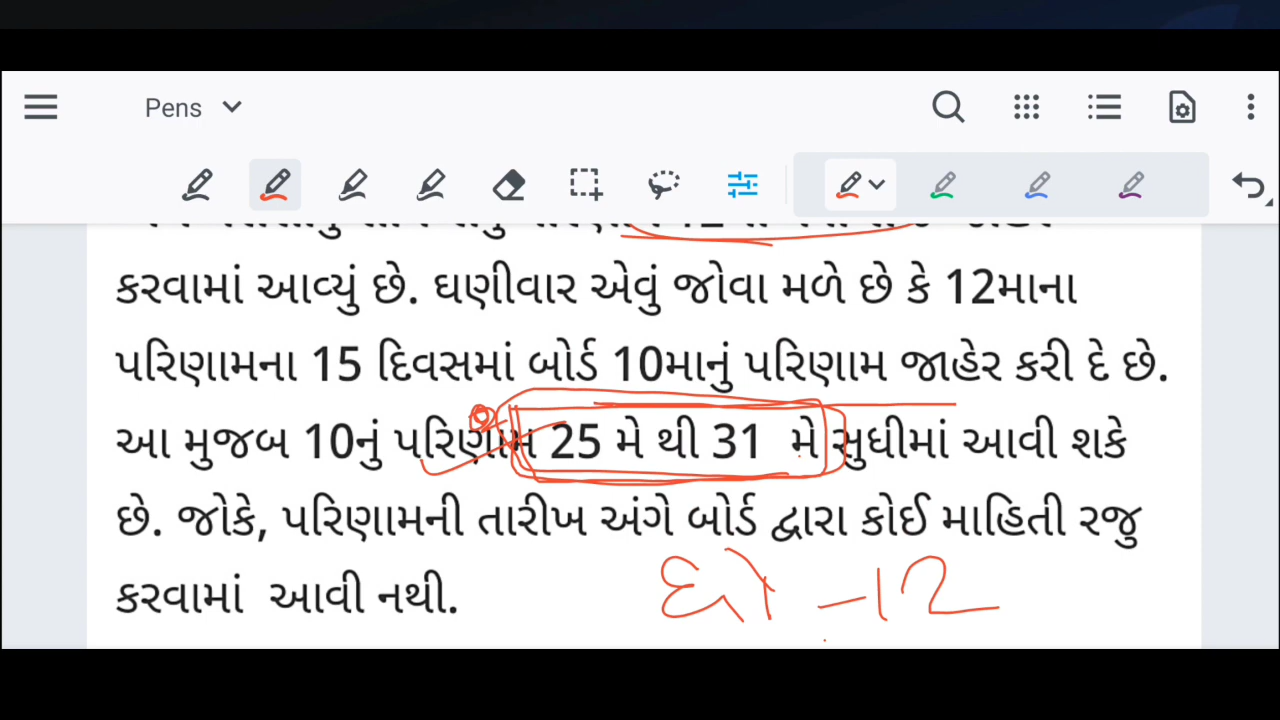 Pens
કરવામાં આવ્યું છે. ઘણીવાર એવું જોવા મળે છે કે 12માના
પરિણામના 15 દિવસમાં બોર્ડ 10માનું પરિણામ જાહેર કરી દે છે.
આ મુજબ 10નું પરિણામ 25 મે થી 31 મે સુધીમાં આવી શકે
છે. જોકે, પરિણામની તારીખ અંગે બોર્ડ દ્વારા કોઈ માહિતી રજુ
કરવામાં આવી નથી.
ધો -12